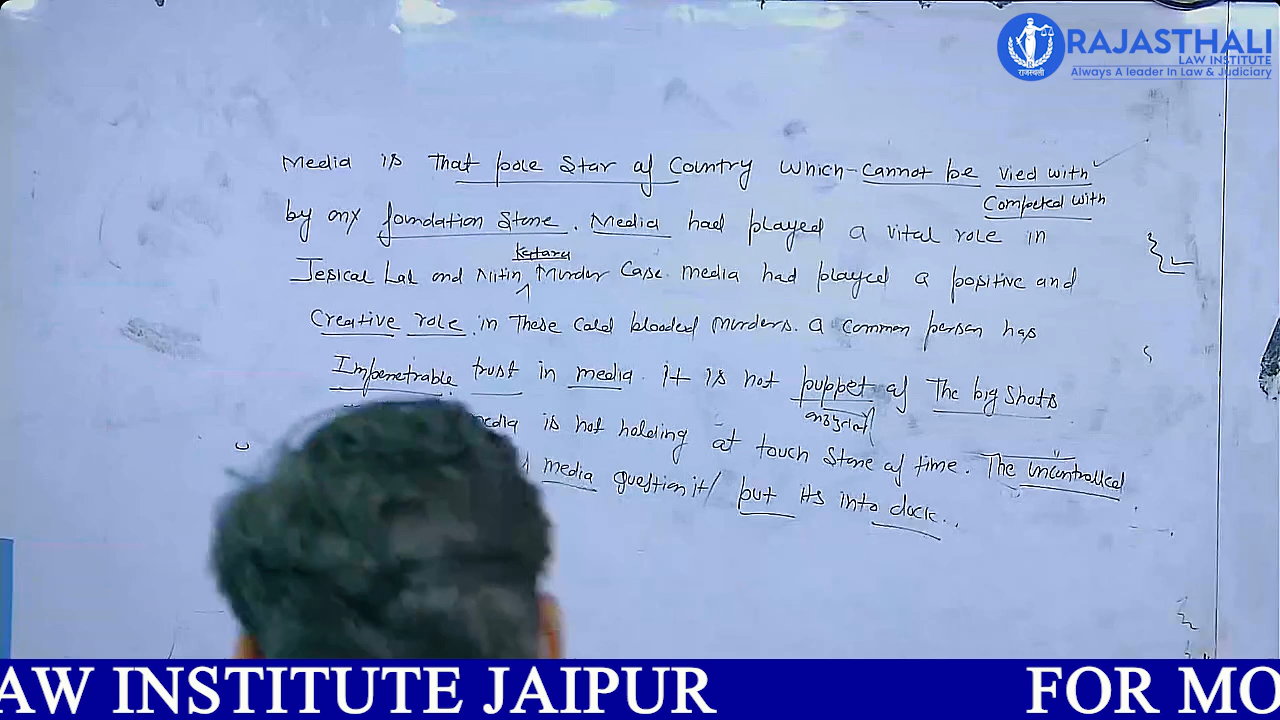 RAJASTHALI
LAW INSTITUTE
Always A leader In Law & Judiciary
राजस्थली
Media is that pole Star of Country which cannot be vied with
Competed with
by any foundation Stone. Media had played a vital role in
Katara
Jesical Lal and Nitin Murder Case. media had played a positive and
Creative role in these cold blooded murders. a common person has
Impenetrable trust in media. it is not puppet of The big Shots
कठपुतली
media is not holding at touch Stone of time. The uncontrolled
media question it/ put its into dock..
AW INSTITUTE JAIPUR
FOR MO